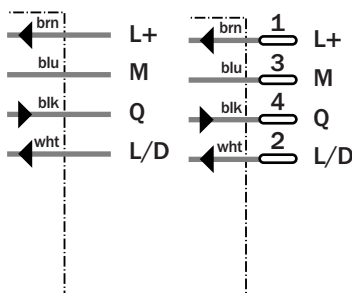 brn L+
blu M
blk Q
wht L/D
brn 1 L+
blu 3 M
blk 4 Q
wht 2 L/D